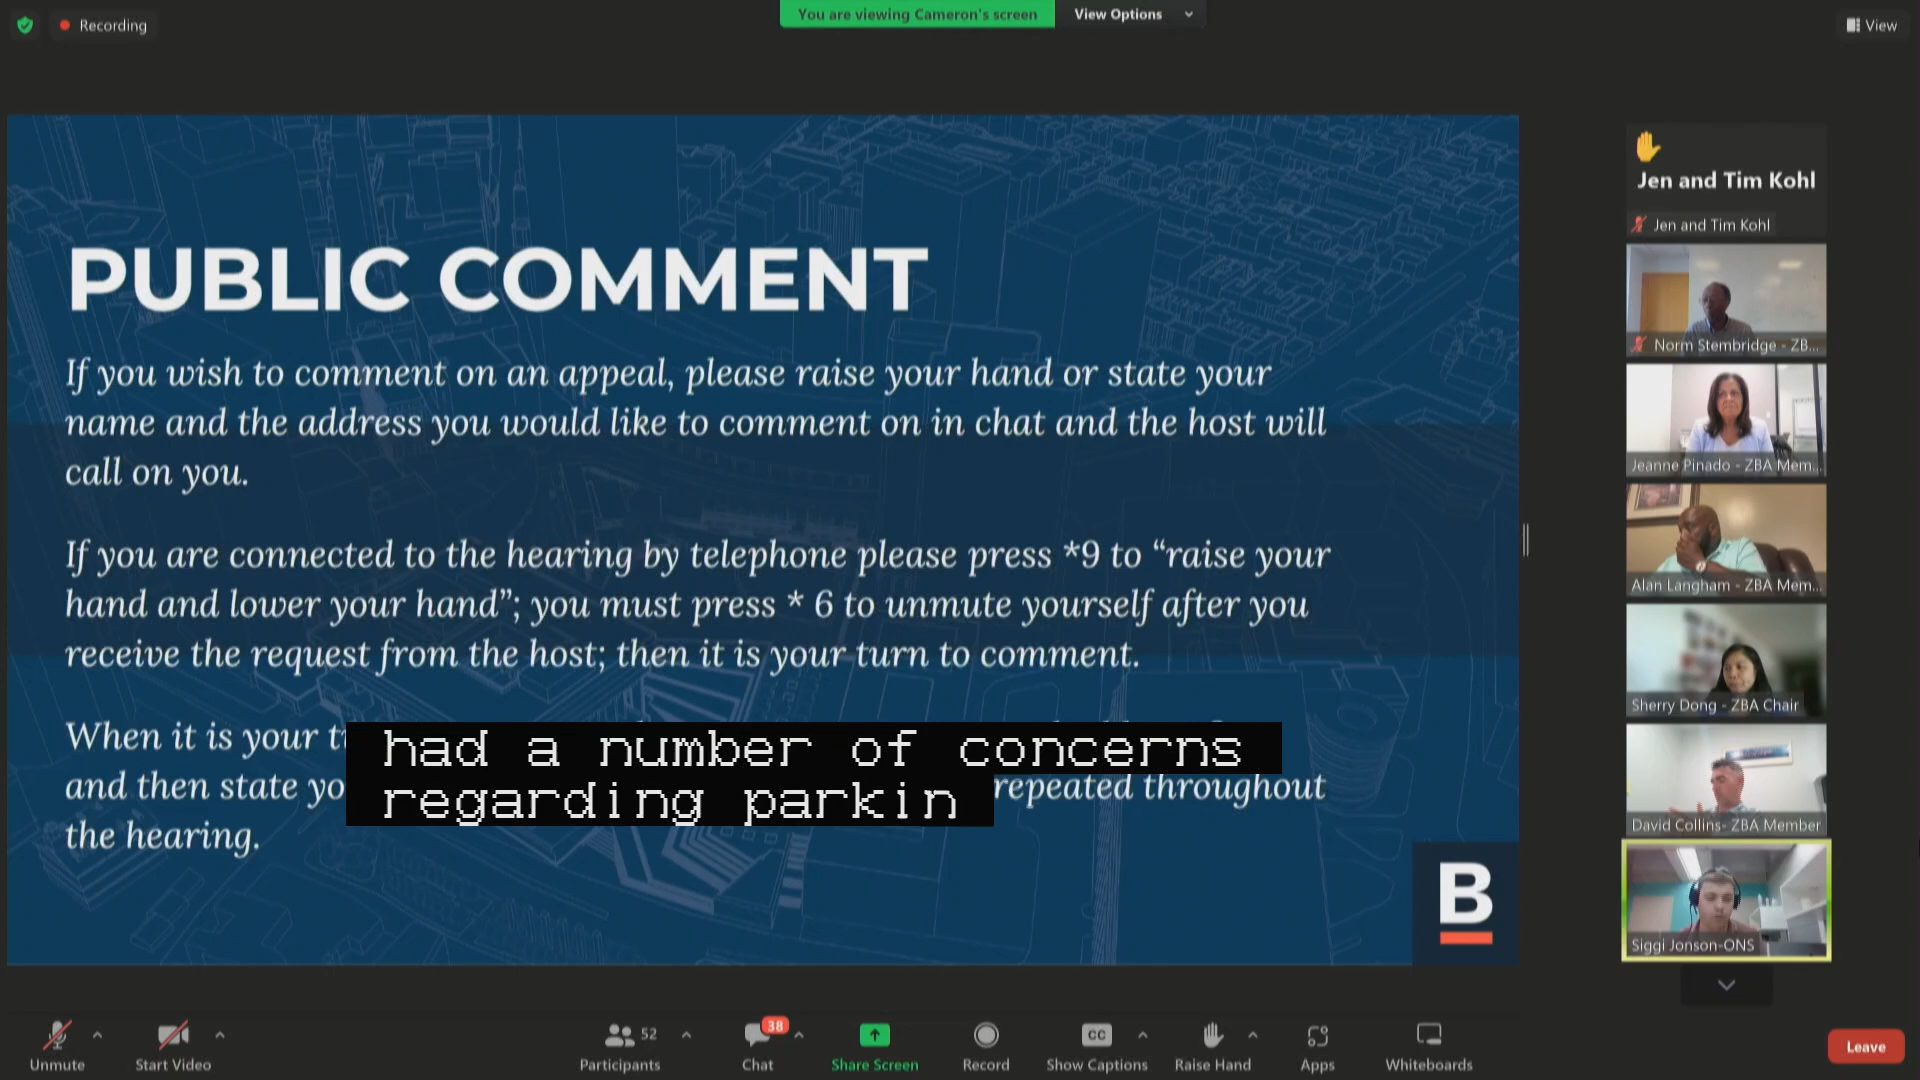 Recording
You are viewing Cameron's screen
View Options
View
PUBLIC COMMENT
If you wish to comment on an appeal, please raise your hand or state your
name and the address you would like to comment on in chat and the host will
call on you.
If you are connected to the hearing by telephone please press *9 to “raise your
hand and lower your hand”; you must press * 6 to unmute yourself after you
receive the request from the host; then it is your turn to comment.
When it is your
and then state
repeated throughout
the hearing.
had a number of concerns
regarding parkin
B
Jen and Tim Kohl
Jen and Tim Kohl
Norm Stembridge - ZB...
Jeanne Pinado - ZBA Mem...
Alan Langham - ZBA Mem...
Sherry Dong - ZBA Chair
David Collins- ZBA Member
Siggi Jonson-ONS
Unmute
Start Video
52
Participants
38
Chat
Share Screen
Record
CC
Show Captions
Raise Hand
Apps
Whiteboards
Leave